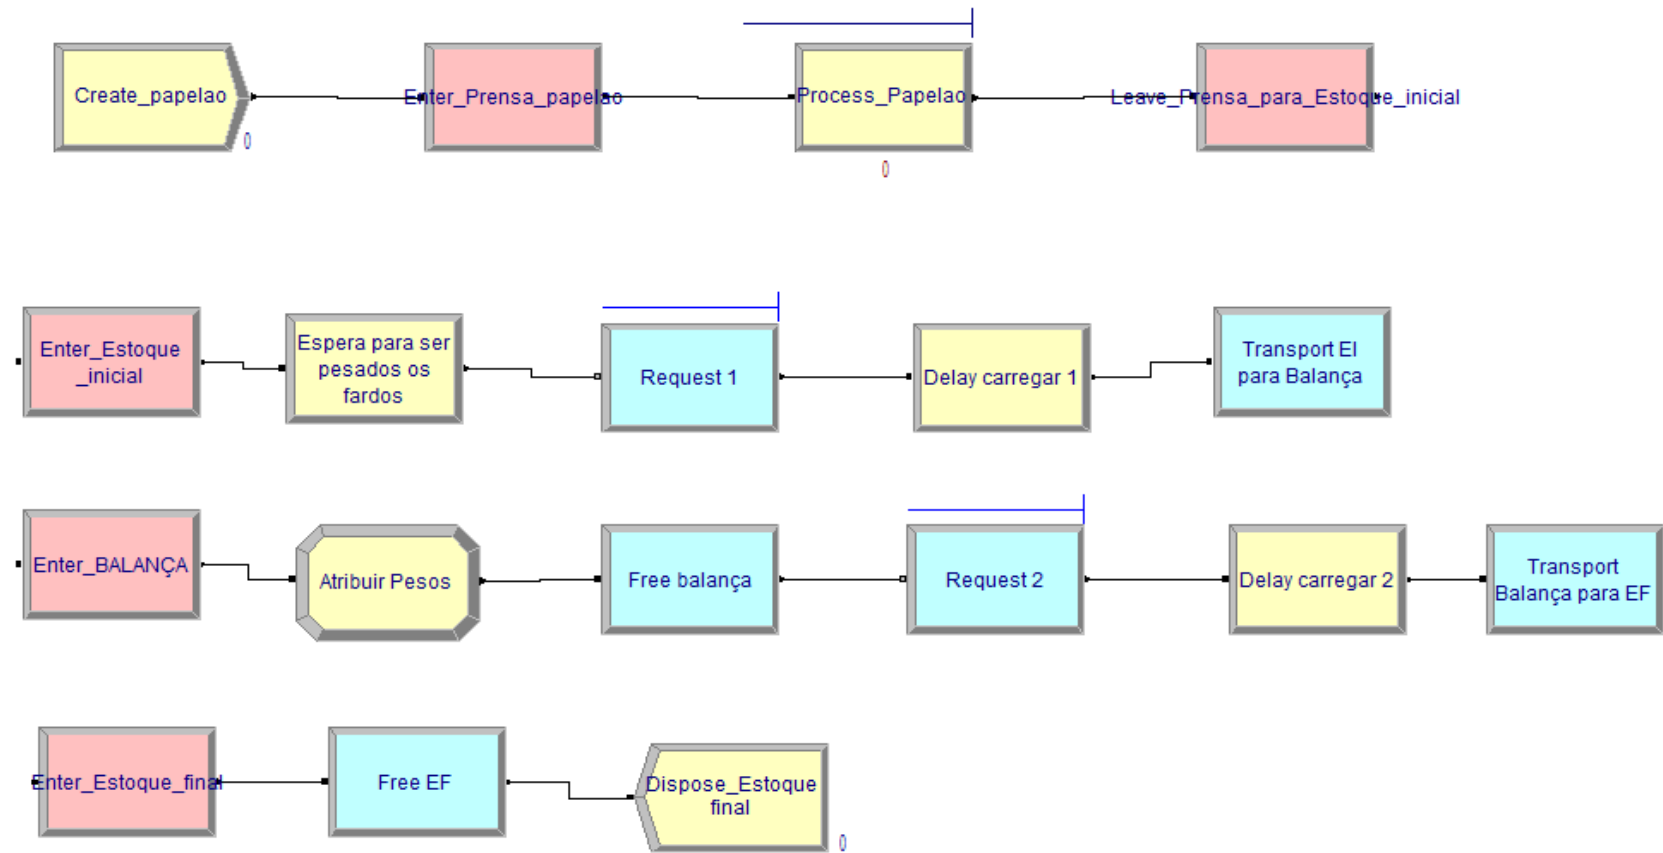 Create_papelao
0
Enter_Prensa_papelao
Process_Papelao
0
Leave_Prensa_para_Estoque_inicial
Enter_Estoque
_inicial
Espera para ser
pesados os
fardos
Request 1
Delay carregar 1
Transport EI
para Balança
Enter_BALANÇA
Atribuir Pesos
Free balança
Request 2
Delay carregar 2
Transport
Balança para EF
Enter_Estoque_final
Free EF
Dispose_Estoque
final
0